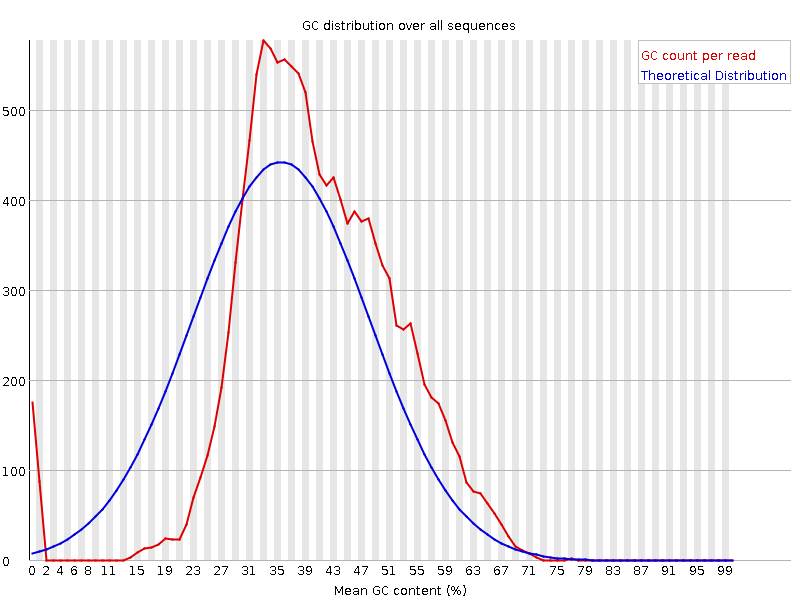 GC distribution over all sequences
GC count per read
Theoretical Distribution
500
400
300
200
100
0
0 2 4 6 8 11 15 19 23 27 31 35 39 43 47 51 55 59 63 67 71 75 79 83 87 91 95 99
Mean GC content (%)